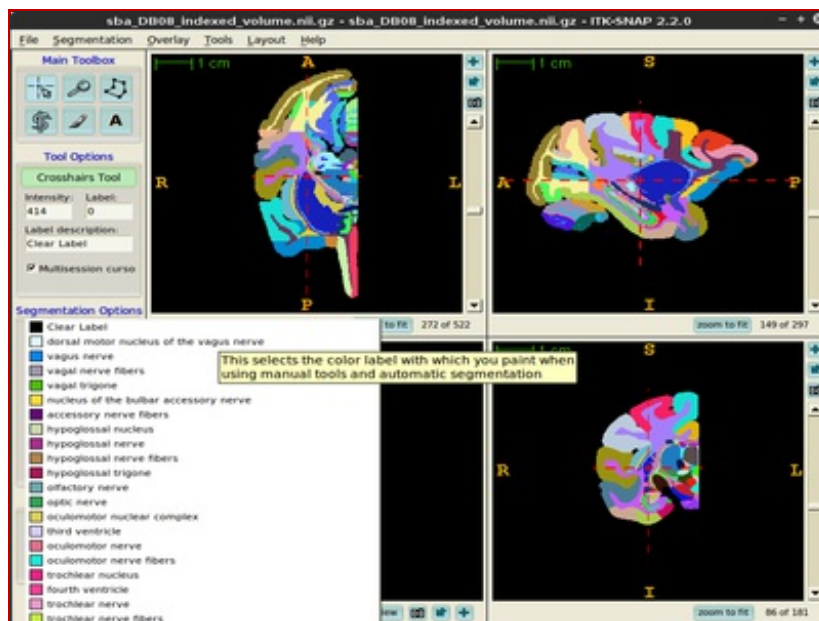 sba_DB08_indexed_volume.nii.gz - sba_DB08_indexed_volume.nii.gz - ITK-SNAP 2.2.0
File Segmentation Overlay Tools Layout Help
Main Toolbox
A
Tool Options
Crosshairs Tool
Intensity: Label:
414 0
Label description:
Clear Label
Multisession curso
Segmentation Options
1 cm
A
R
L
P
to fit 272 of 522
1 cm
S
A
P
I
zoom to fit 149 of 297
Clear Label
dorsal motor nucleus of the vagus nerve
vagus nerve
vagal nerve fibers
vagal trigone
nucleus of the bulbar accessory nerve
accessory nerve fibers
hypoglossal nucleus
hypoglossal nerve
hypoglossal nerve fibers
hypoglossal trigone
olfactory nerve
optic nerve
oculomotor nuclear complex
third ventricle
oculomotor nerve
oculomotor nerve fibers
trochlear nucleus
fourth ventricle
trochlear nerve
trochlear nerve fibers
This selects the color label with which you paint when
using manual tools and automatic segmentation
S
R
L
I
zoom to fit 86 of 181